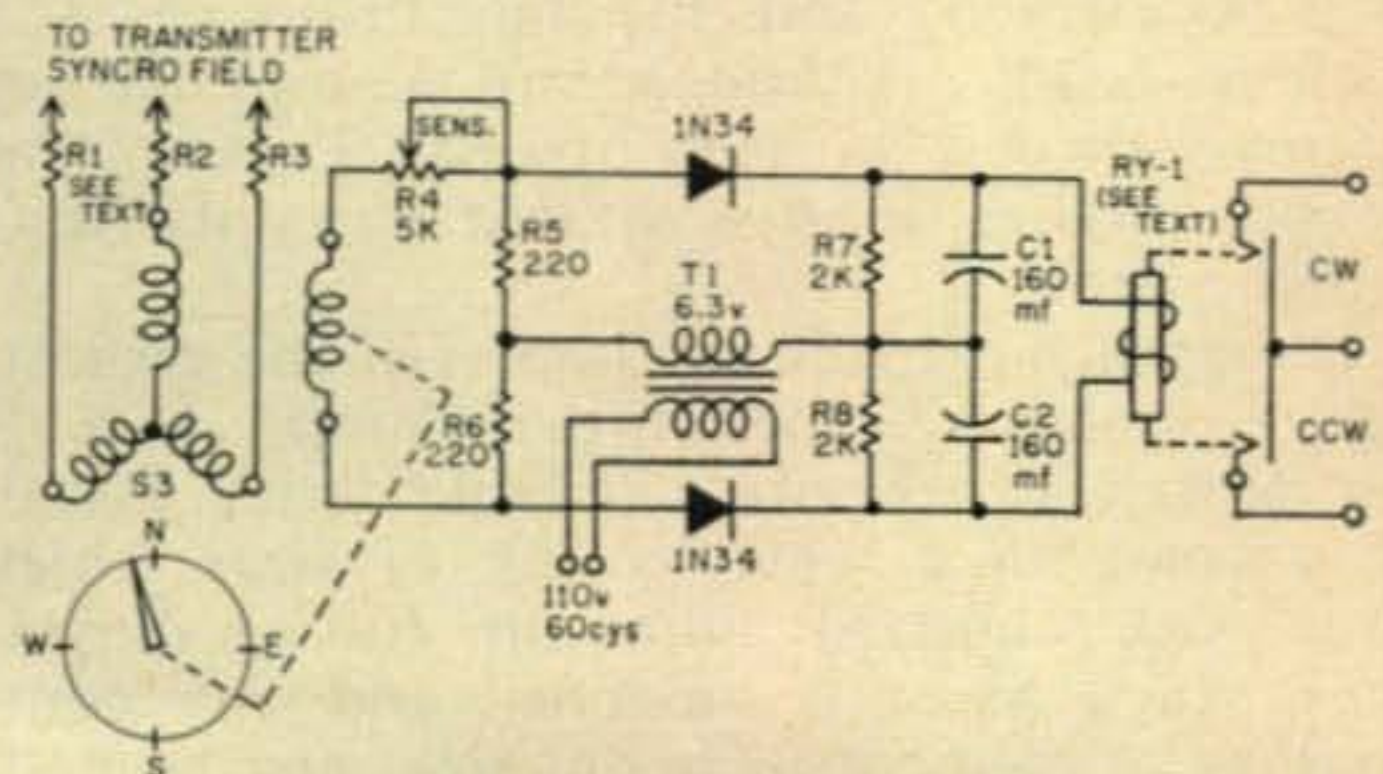 TO TRANSMITTER
SYNCRO FIELD
R1
SEE
TEXT
R2
R3
SENS.
R4
5K
R5
220
R6
220
1N34
T1
6.3v
110v
60cys
1N34
R7
2K
R8
2K
C1
160
mf
C2
160
mf
RY-1
(SEE
TEXT)
CW
CCW
S3
N
W
E
S